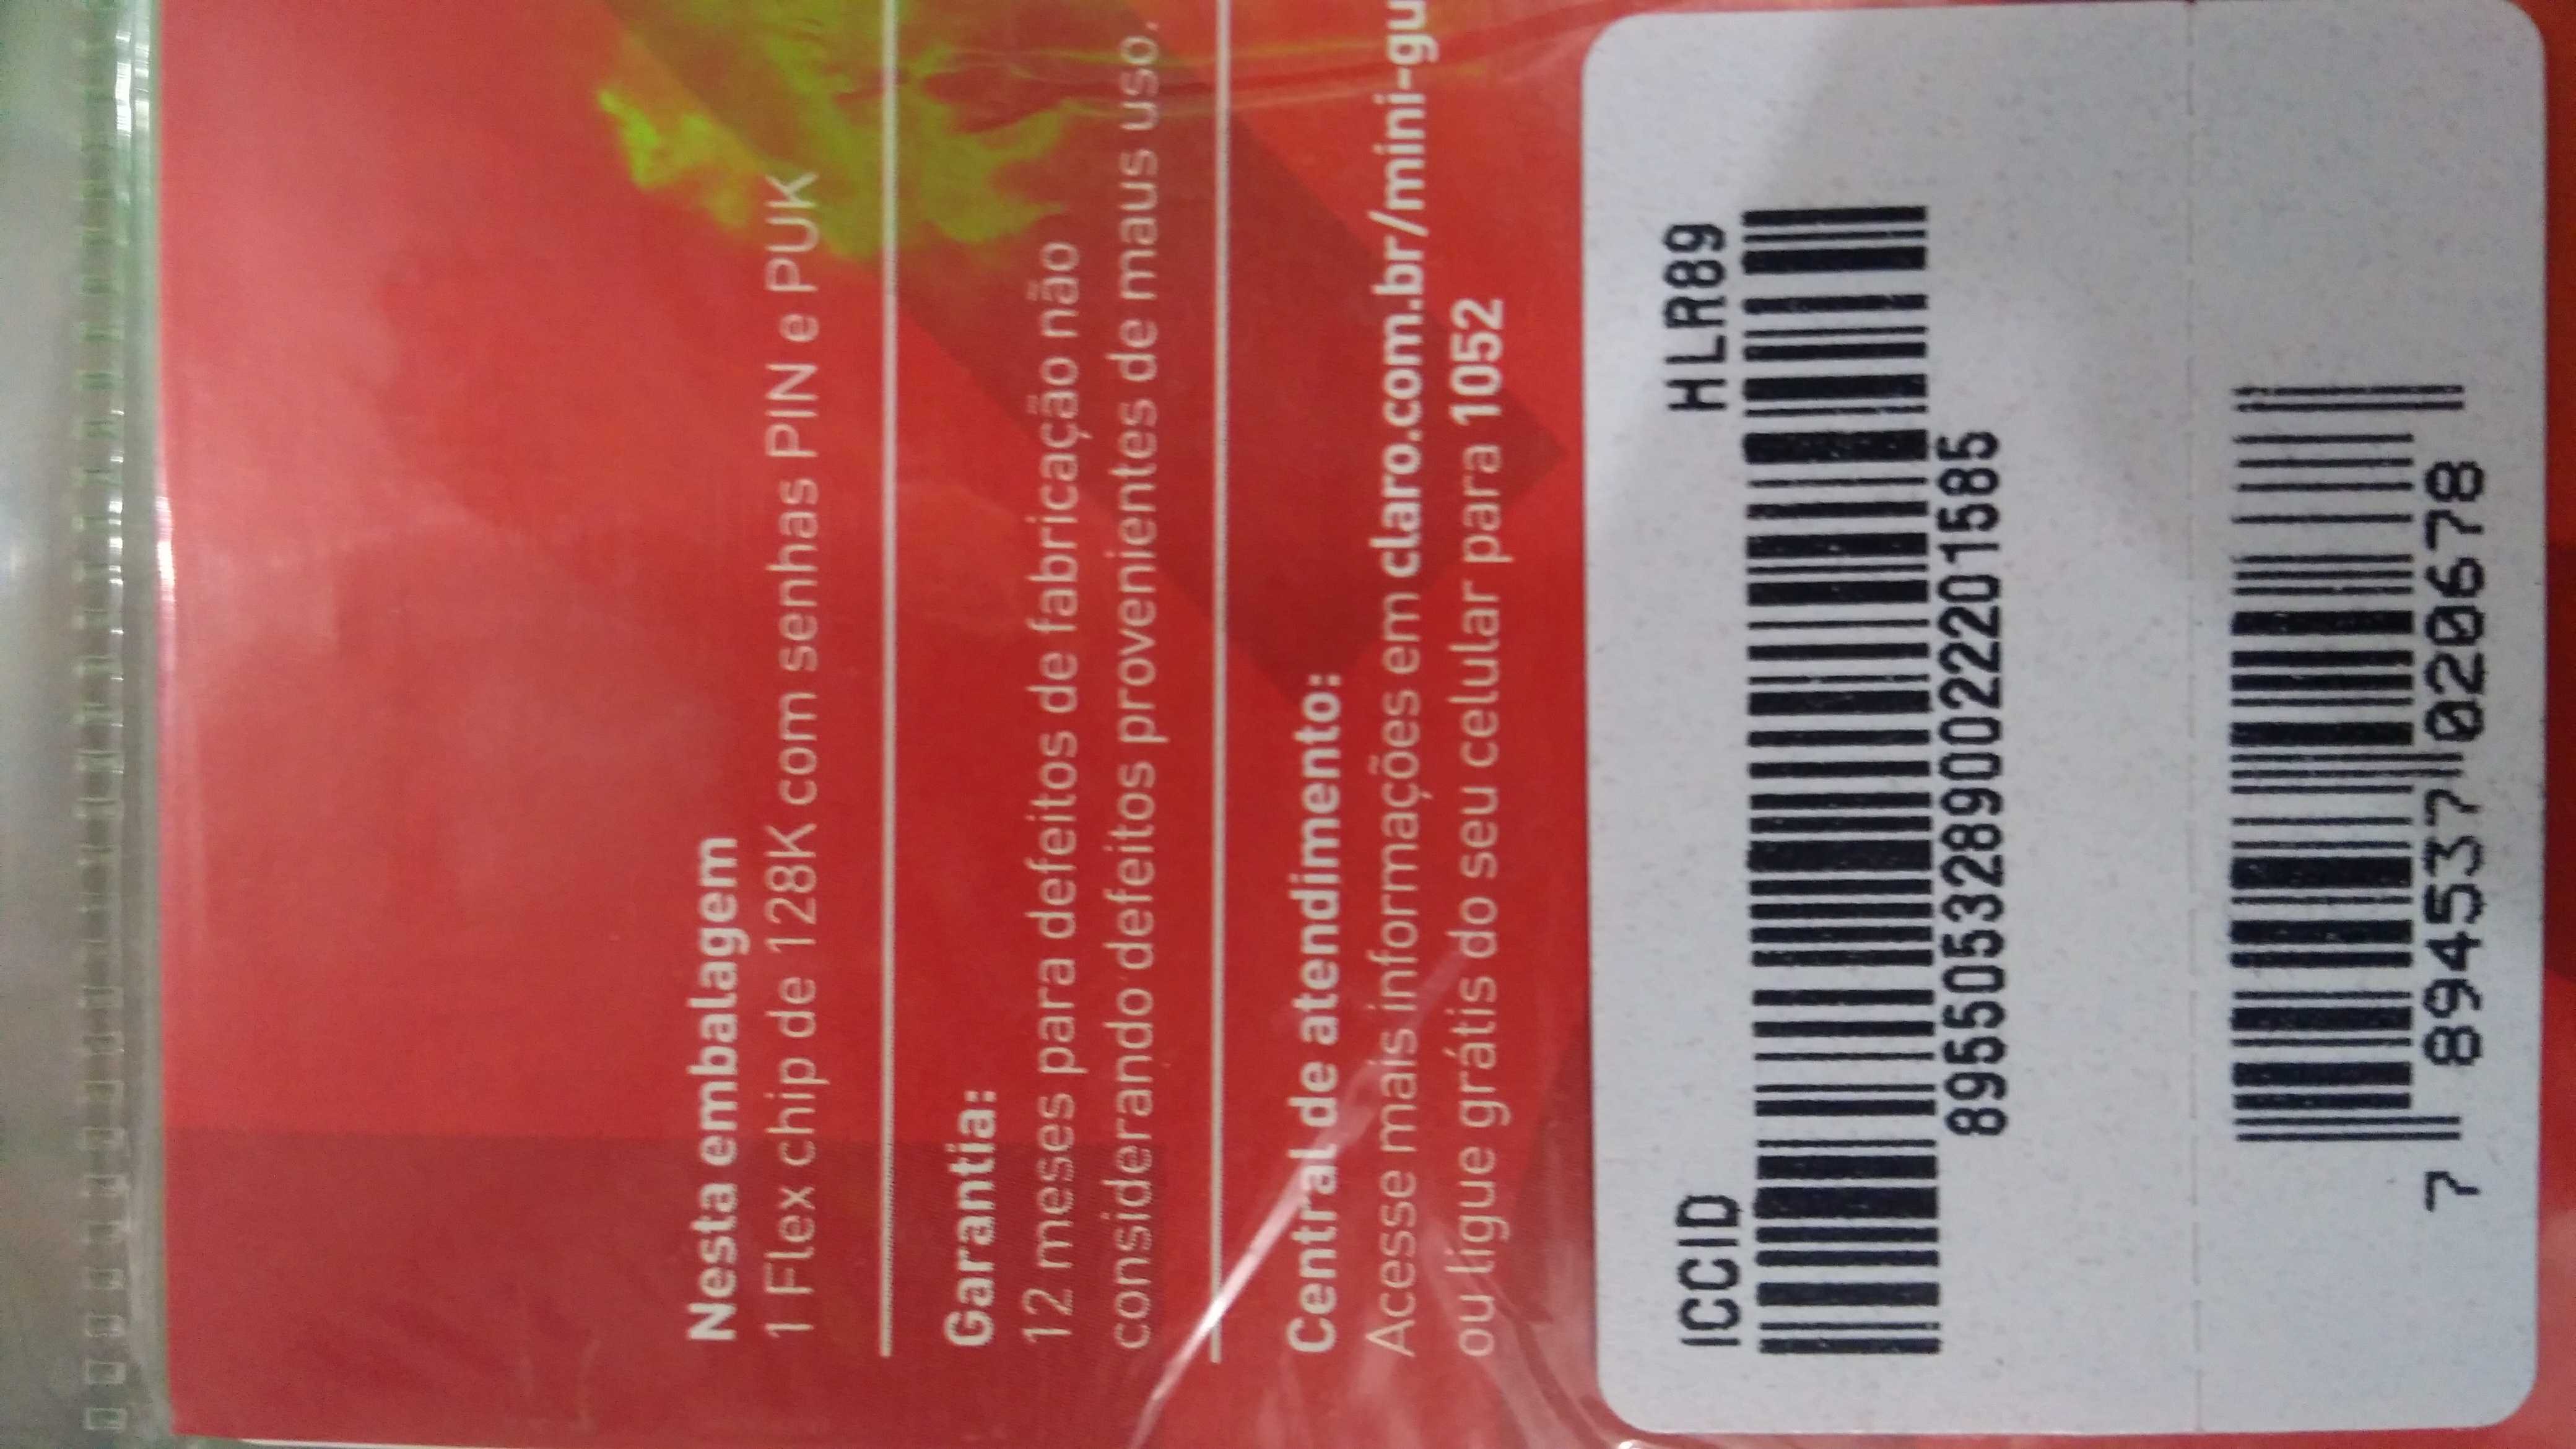 Nesta embalagem
1 Flex chip de 128K com senhas PIN e PUK
Garantia:
12 meses para defeitos de fabricação não
considerando defeitos provenientes de maus uso.
Central de atendimento:
Acesse mais informações em claro.com.br/mini-gu
ou ligue grátis do seu celular para 1052
ICCID HLR89
89550532890022201585
7 894537 020678